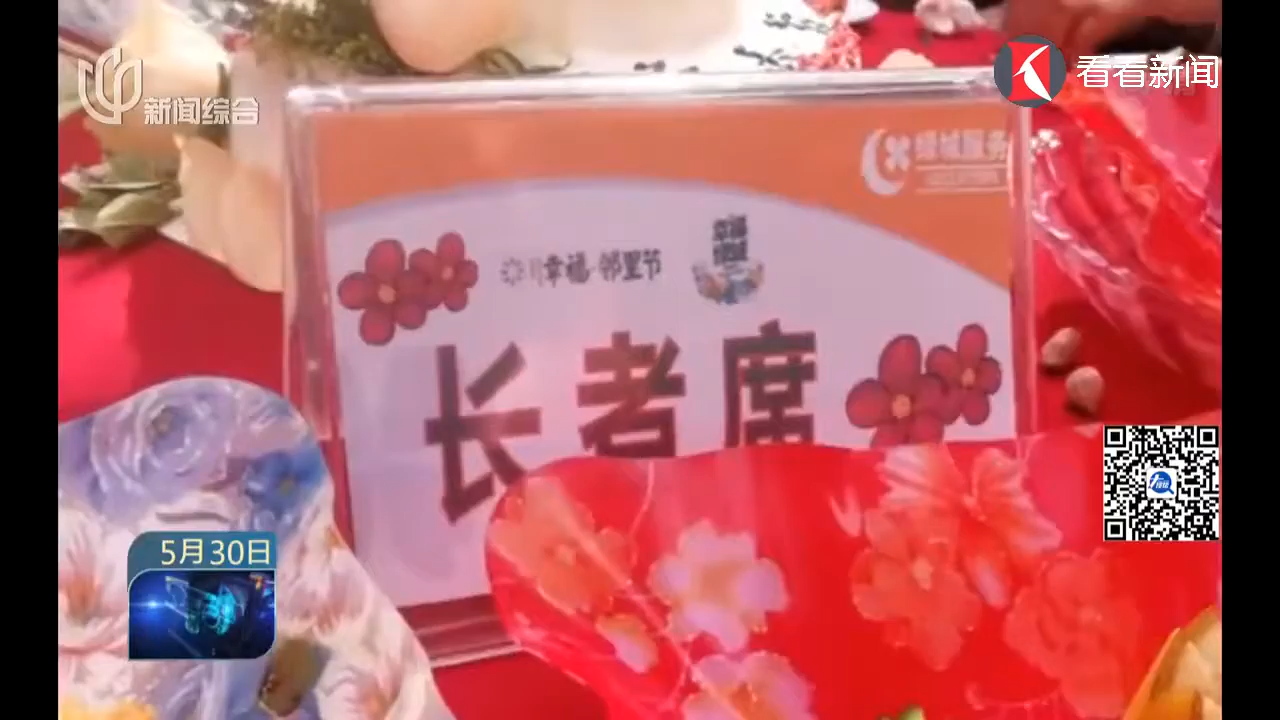 新闻综合
看看新闻
绿城服务
幸福·邻里节
长者席
5月30日